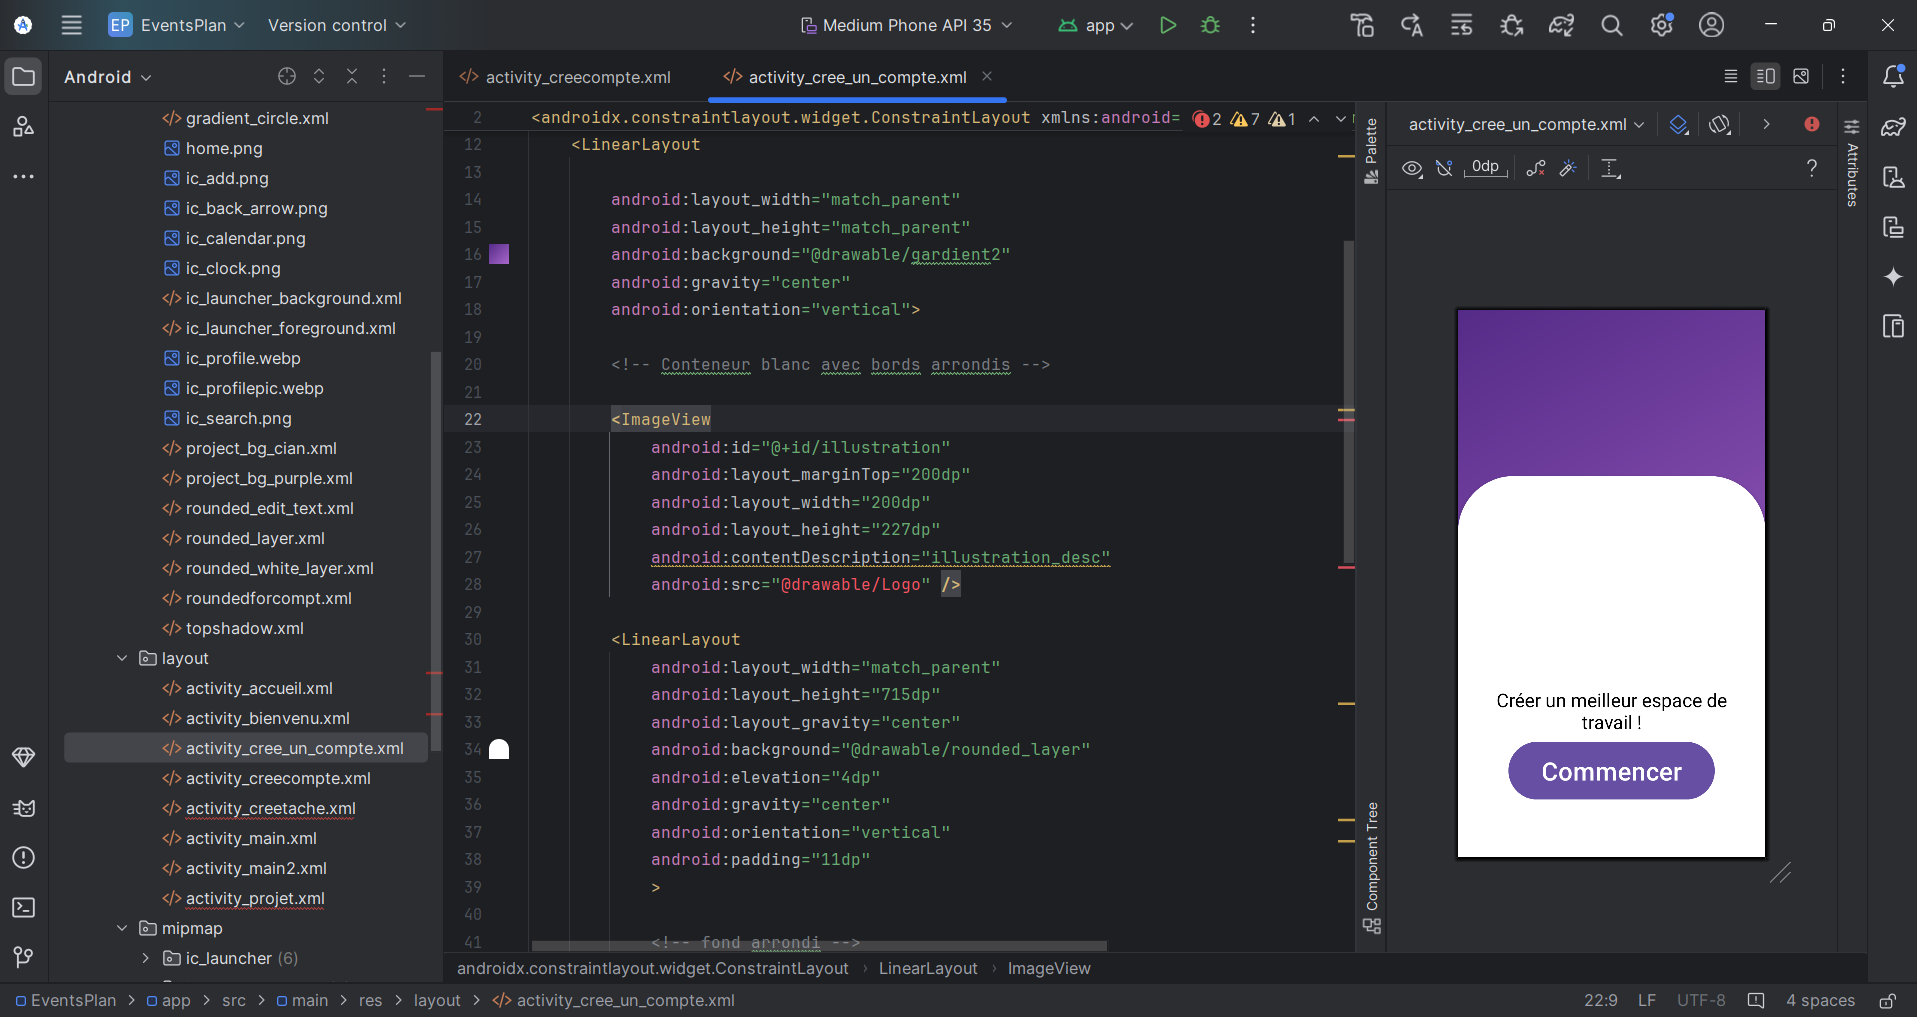 EP EventsPlan Version control Medium Phone API 35 app
Android
gradient_circle.xml
home.png
ic_add.png
ic_back_arrow.png
ic_calendar.png
ic_clock.png
ic_launcher_background.xml
ic_launcher_foreground.xml
ic_profile.webp
ic_profilepic.webp
ic_search.png
project_bg_cian.xml
project_bg_purple.xml
rounded_edit_text.xml
rounded_layer.xml
rounded_white_layer.xml
roundedforcompt.xml
topshadow.xml
layout
activity_accueil.xml
activity_bienvenu.xml
activity_cree_un_compte.xml
activity_creecompte.xml
activity_creetache.xml
activity_main.xml
activity_main2.xml
activity_projet.xml
mipmap
ic_launcher (6)
activity_creecompte.xml activity_cree_un_compte.xml
2 <androidx.constraintlayout.widget.ConstraintLayout xmlns:android= 2 7 1
12 <LinearLayout
13
14 android:layout_width="match_parent"
15 android:layout_height="match_parent"
16 android:background="@drawable/gardient2"
17 android:gravity="center"
18 android:orientation="vertical">
19
20 <!-- Conteneur blanc avec bords arrondis -->
21
22 <ImageView
23 android:id="@+id/illustration"
24 android:layout_marginTop="200dp"
25 android:layout_width="200dp"
26 android:layout_height="227dp"
27 android:contentDescription="illustration_desc"
28 android:src="@drawable/Logo" />
29
30 <LinearLayout
31 android:layout_width="match_parent"
32 android:layout_height="715dp"
33 android:layout_gravity="center"
34 android:background="@drawable/rounded_layer"
35 android:elevation="4dp"
36 android:gravity="center"
37 android:orientation="vertical"
38 android:padding="11dp"
39 >
40
41 <!-- fond arrondi -->
androidx.constraintlayout.widget.ConstraintLayout › LinearLayout › ImageView
Palette
Component Tree
activity_cree_un_compte.xml
0dp
?
Attributes
Créer un meilleur espace de
travail !
Commencer
EventsPlan > app > src > main > res > layout > activity_cree_un_compte.xml
22:9 LF UTF-8 4 spaces